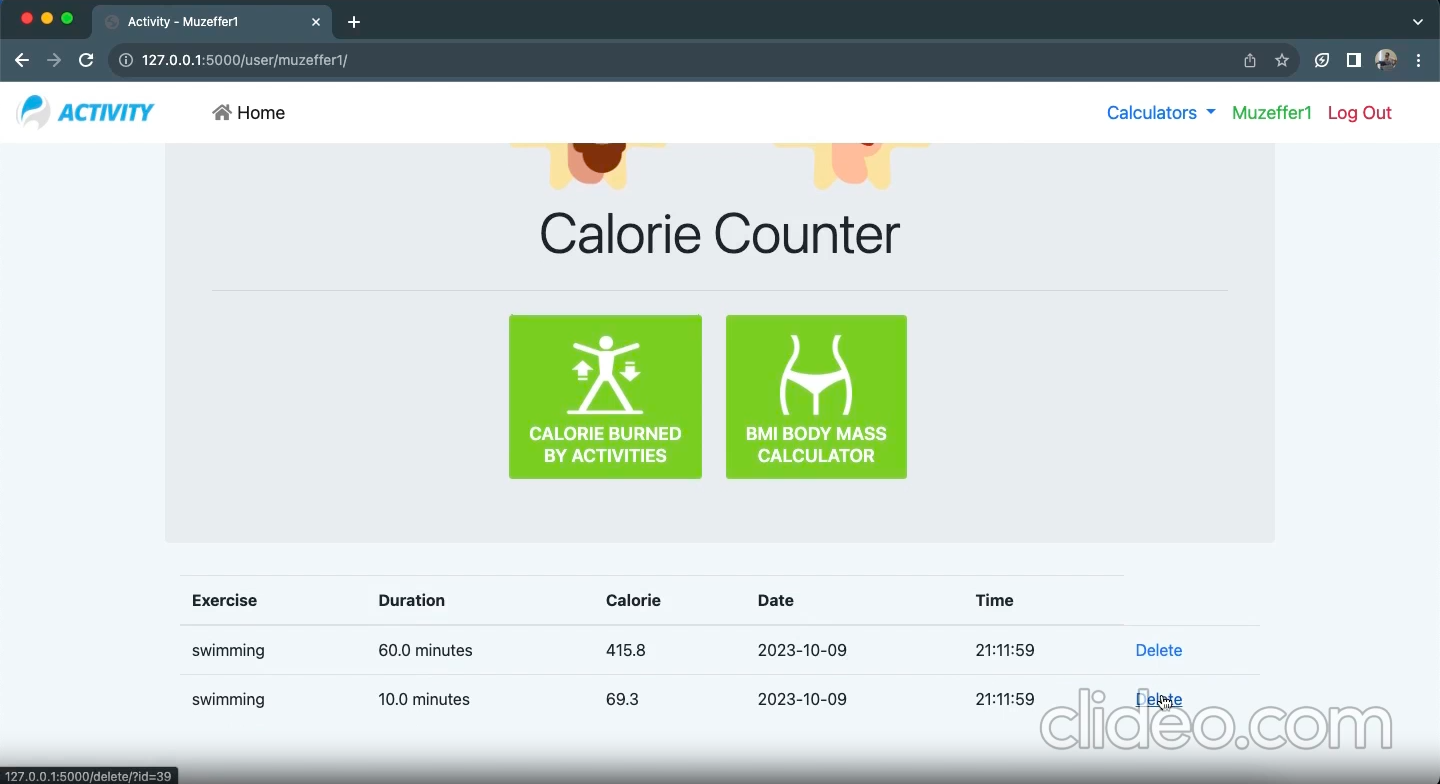 Activity - Muzeffer1
127.0.0.1:5000/user/muzeffer1/
ACTIVITY
Home
Calculators
Muzeffer1
Log Out
Calorie Counter
CALORIE BURNED
BY ACTIVITIES
BMI BODY MASS
CALCULATOR
Exercise Duration Calorie Date Time
swimming 60.0 minutes 415.8 2023-10-09 21:11:59 Delete
swimming 10.0 minutes 69.3 2023-10-09 21:11:59 Delete
clideo.com
127.0.0.1:5000/delete/?id=39